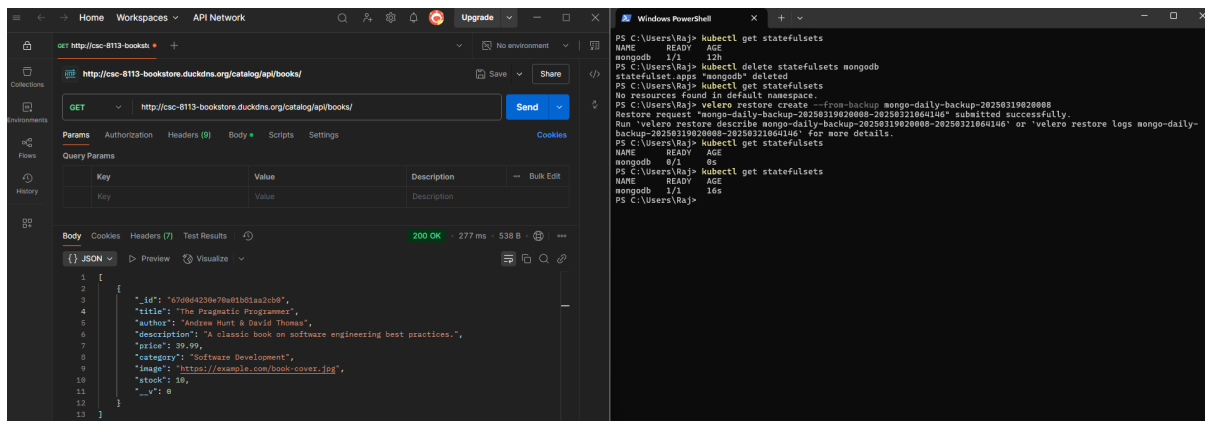 Home Workspaces API Network Upgrade
GET http://csc-8113-bookst No environment
http://csc-8113-bookstore.duckdns.org/catalog/api/books/ Save Share
Collections
GET http://csc-8113-bookstore.duckdns.org/catalog/api/books/ Send
Environments
Params Authorization Headers (9) Body Scripts Settings Cookies
Flows
Query Params
Key Value Description Bulk Edit
History
Key Value Description
Body Cookies Headers (7) Test Results 200 OK 277 ms 538 B
{} JSON Preview Visualize
1 [
2 {
3 "_id": "67d0d4230e70a01b81aa2cb0",
4 "title": "The Pragmatic Programmer",
5 "author": "Andrew Hunt & David Thomas",
6 "description": "A classic book on software engineering best practices.",
7 "price": 39.99,
8 "category": "Software Development",
9 "image": "https://example.com/book-cover.jpg",
10 "stock": 10,
11 "__v": 0
12 }
13 ]
Windows PowerShell
PS C:\Users\Raj> kubectl get statefulsets
NAME READY AGE
mongodb 1/1 12h
PS C:\Users\Raj> kubectl delete statefulsets mongodb
statefulset.apps "mongodb" deleted
PS C:\Users\Raj> kubectl get statefulsets
No resources found in default namespace.
PS C:\Users\Raj> velero restore create --from-backup mongo-daily-backup-20250319020008
Restore request "mongo-daily-backup-20250319020008-20250321064146" submitted successfully.
Run 'velero restore describe mongo-daily-backup-20250319020008-20250321064146' or 'velero restore logs mongo-daily-
backup-20250319020008-20250321064146' for more details.
PS C:\Users\Raj> kubectl get statefulsets
NAME READY AGE
mongodb 0/1 0s
PS C:\Users\Raj> kubectl get statefulsets
NAME READY AGE
mongodb 1/1 16s
PS C:\Users\Raj>